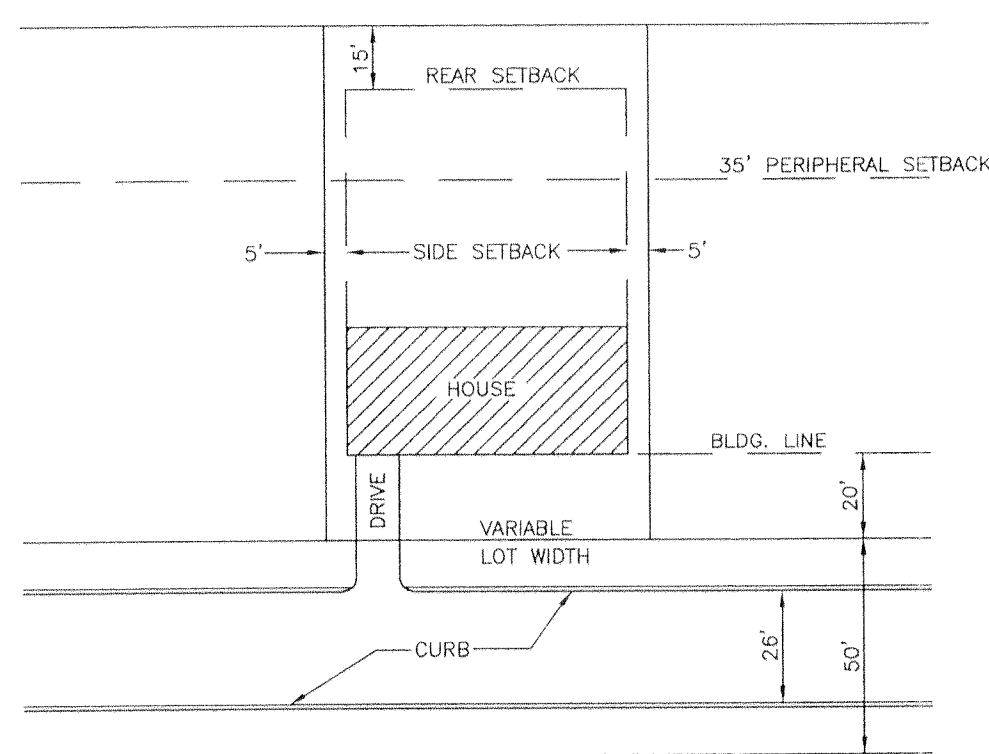 15'
REAR SETBACK
35' PERIPHERAL SETBACK
5'
SIDE SETBACK
5'
HOUSE
BLDG. LINE
DRIVE
20'
VARIABLE
LOT WIDTH
CURB
26'
50'